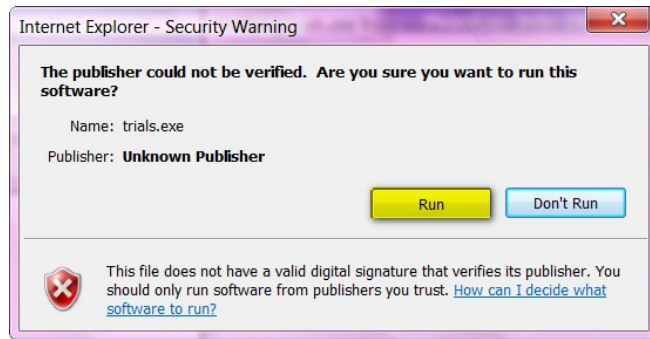 Internet Explorer - Security Warning
The publisher could not be verified. Are you sure you want to run this
software?
Name: trials.exe
Publisher: Unknown Publisher
Run Don't Run
This file does not have a valid digital signature that verifies its publisher. You
should only run software from publishers you trust. How can I decide what
software to run?